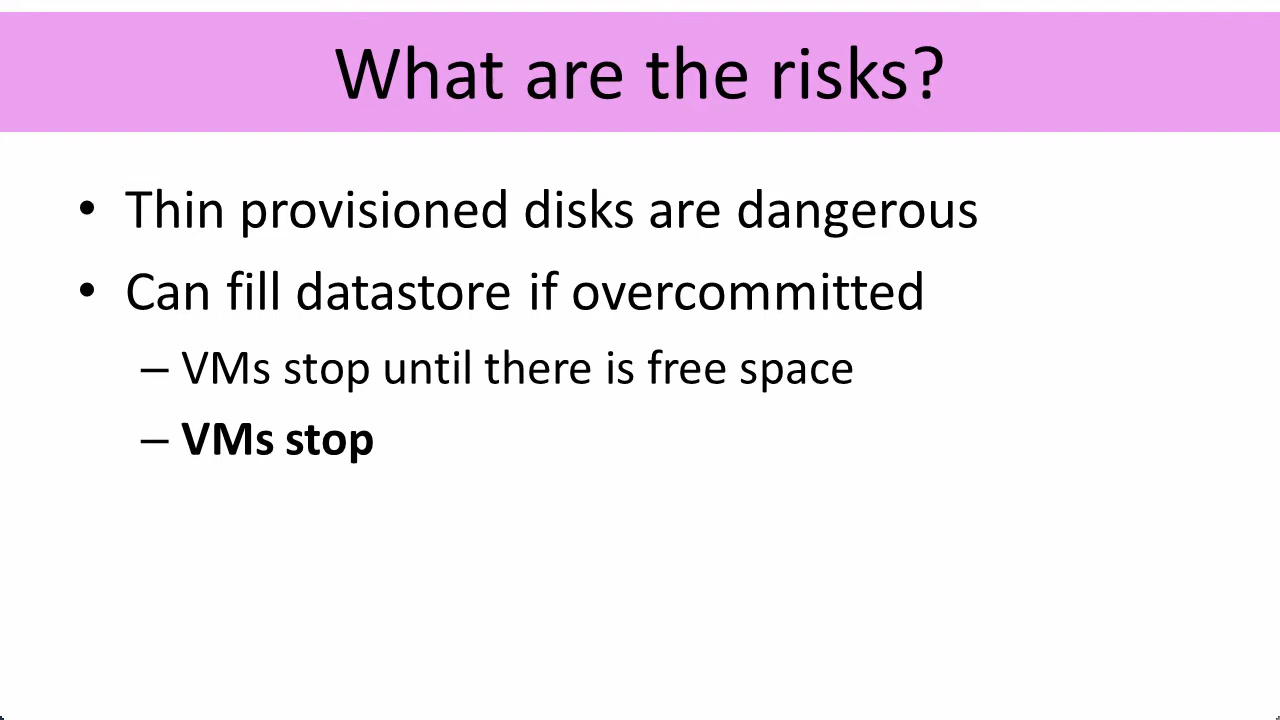 What are the risks?
• Thin provisioned disks are dangerous
• Can fill datastore if overcommitted
– VMs stop until there is free space
– VMs stop